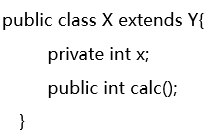 public class X extends Y{
private int x;
public int calc();
}